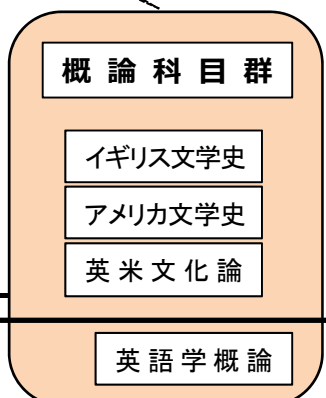 概論科目群
イギリス文学史
アメリカ文学史
英米文化論
英語学概論